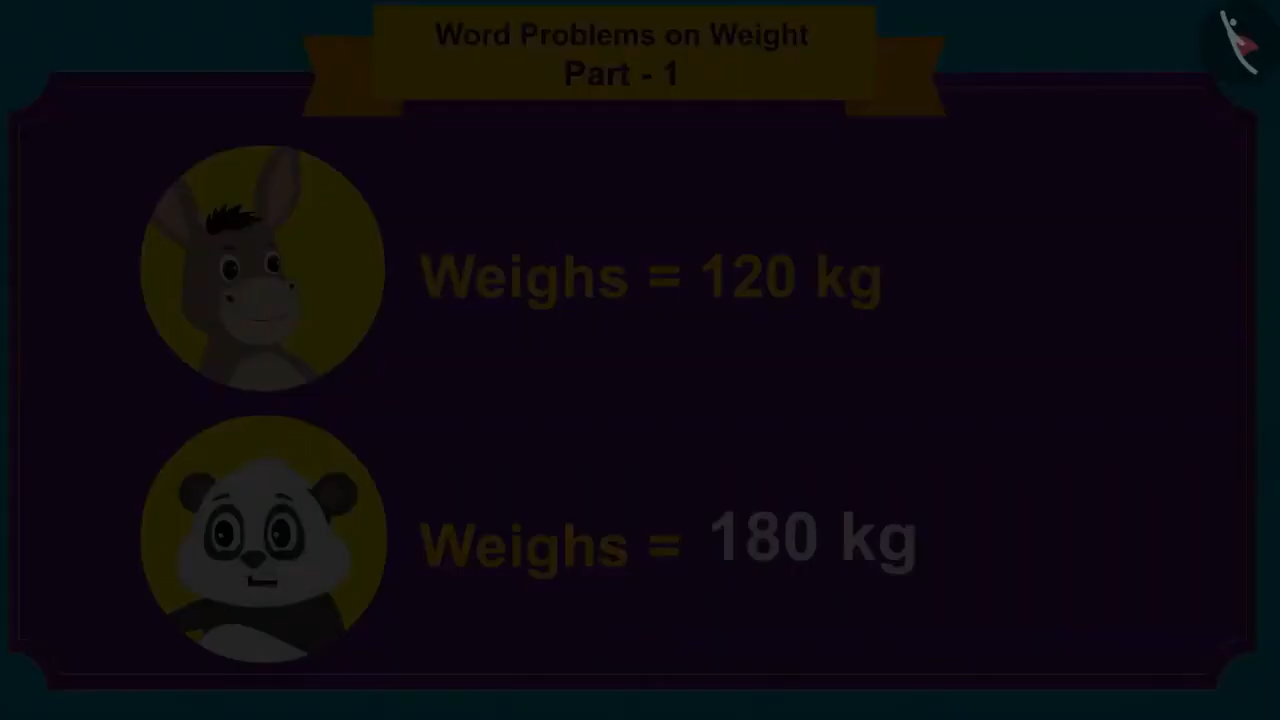 Word Problems on Weight
Part - 1
Weighs = 120 kg
Weighs = 180 kg